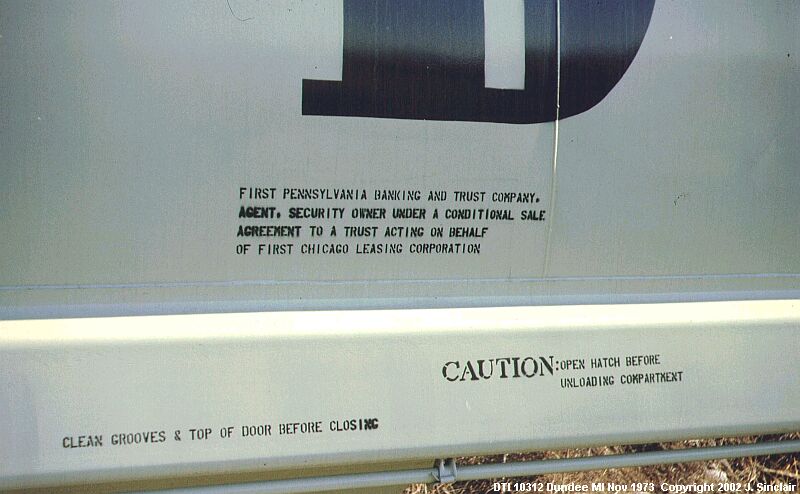 D
FIRST PENNSYLVANIA BANKING AND TRUST COMPANY.
AGENT. SECURITY OWNER UNDER A CONDITIONAL SALE
AGREEMENT TO A TRUST ACTING ON BEHALF
OF FIRST CHICAGO LEASING CORPORATION
CAUTION: OPEN HATCH BEFORE
UNLOADING COMPARTMENT
CLEAN GROOVES & TOP OF DOOR BEFORE CLOSING
DTI 10312 Dundee MI Nov 1973 Copyright 2002 J. Sinclair